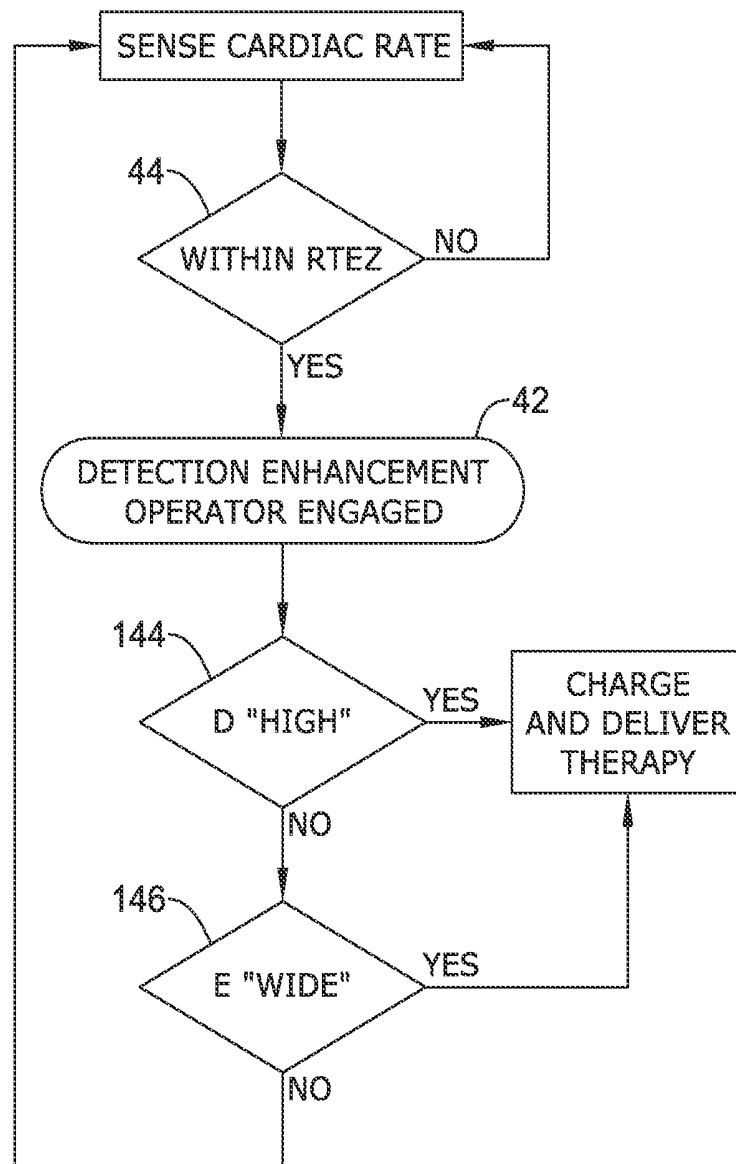 SENSE CARDIAC RATE
44
WITHIN RTEZ
NO
YES
42
DETECTION ENHANCEMENT
OPERATOR ENGAGED
144
D "HIGH"
YES
CHARGE
AND DELIVER
THERAPY
NO
146
E "WIDE"
YES
NO